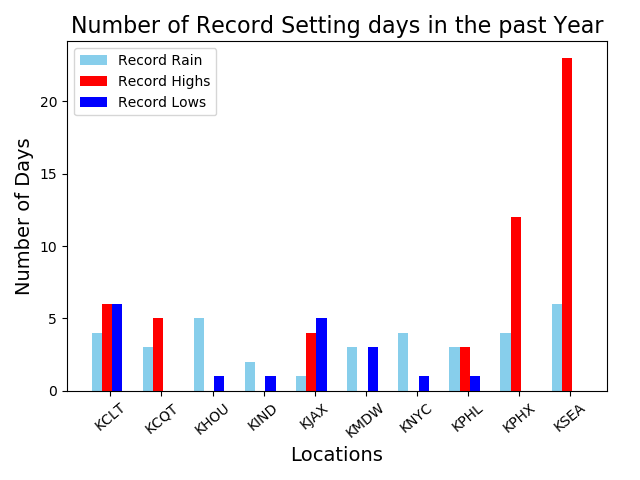 Number of Record Setting days in the past Year
Record Rain
Record Highs
Record Lows
Number of Days
20
15
10
5
0
KCLT
KCQT
KHOU
KIND
KJAX
KMDW
KNYC
KPHL
KPHX
KSEA
Locations